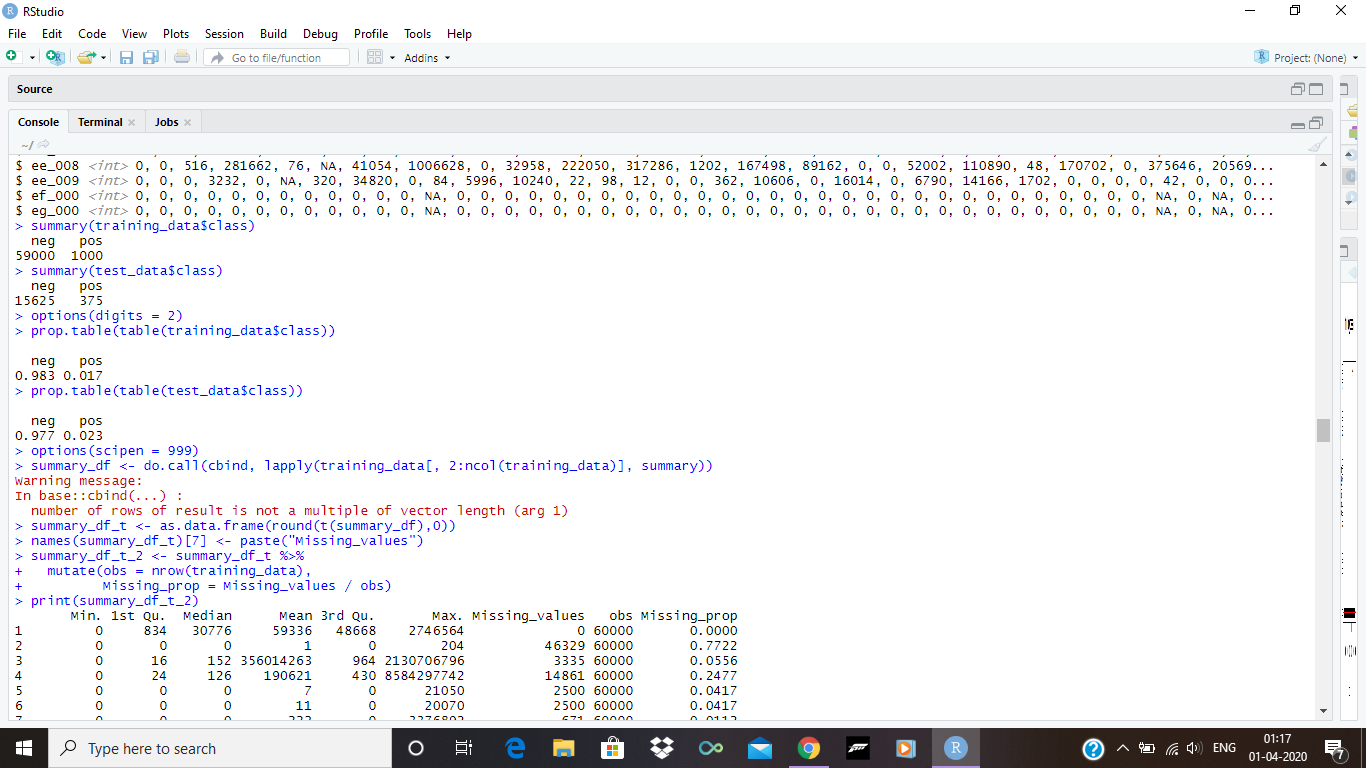 RStudio
File Edit Code View Plots Session Build Debug Profile Tools Help
Go to file/function Addins Project: (None)
Source
Console Terminal Jobs
~/
$ ee_008 <int> 0, 0, 516, 281662, 76, NA, 41054, 1006628, 0, 32958, 222050, 317286, 1202, 167498, 89162, 0, 0, 52002, 110890, 48, 170702, 0, 375646, 20569...
$ ee_009 <int> 0, 0, 0, 3232, 0, NA, 320, 34820, 0, 84, 5996, 10240, 22, 98, 12, 0, 0, 362, 10606, 0, 16014, 0, 6790, 14166, 1702, 0, 0, 0, 0, 42, 0, 0, 0...
$ ef_000 <int> 0, 0, 0, 0, 0, 0, 0, 0, 0, 0, 0, 0, NA, 0, 0, 0, 0, 0, 0, 0, 0, 0, 0, 0, 0, 0, 0, 0, 0, 0, 0, 0, 0, 0, 0, 0, 0, 0, 0, 0, NA, 0, NA, 0...
$ eg_000 <int> 0, 0, 0, 0, 0, 0, 0, 0, 0, 0, 0, 0, NA, 0, 0, 0, 0, 0, 0, 0, 0, 0, 0, 0, 0, 0, 0, 0, 0, 0, 0, 0, 0, 0, 0, 0, 0, 0, 0, 0, NA, 0, NA, 0...
> summary(training_data$class)
neg pos
59000 1000
> summary(test_data$class)
neg pos
15625 375
> options(digits = 2)
> prop.table(table(training_data$class))
neg pos
0.983 0.017
> prop.table(table(test_data$class))
neg pos
0.977 0.023
> options(scipen = 999)
> summary_df <- do.call(cbind, lapply(training_data[, 2:ncol(training_data)], summary))
Warning message:
In base::cbind(...) :
number of rows of result is not a multiple of vector length (arg 1)
> summary_df_t <- as.data.frame(round(t(summary_df),0))
> names(summary_df_t)[7] <- paste("Missing_values")
> summary_df_t_2 <- summary_df_t %>%
+ mutate(obs = nrow(training_data),
+ Missing_prop = Missing_values / obs)
> print(summary_df_t_2)
Min. 1st Qu. Median Mean 3rd Qu. Max. Missing_values obs Missing_prop
1 0 834 30776 59336 48668 2746564 0 60000 0.0000
2 0 0 0 1 0 204 46329 60000 0.7722
3 0 16 152 356014263 964 2130706796 3335 60000 0.0556
4 0 24 126 190621 430 8584297742 14861 60000 0.2477
5 0 0 0 7 0 21050 2500 60000 0.0417
6 0 0 0 11 0 20070 2500 60000 0.0417
Type here to search
ENG 01:17
01-04-2020 7